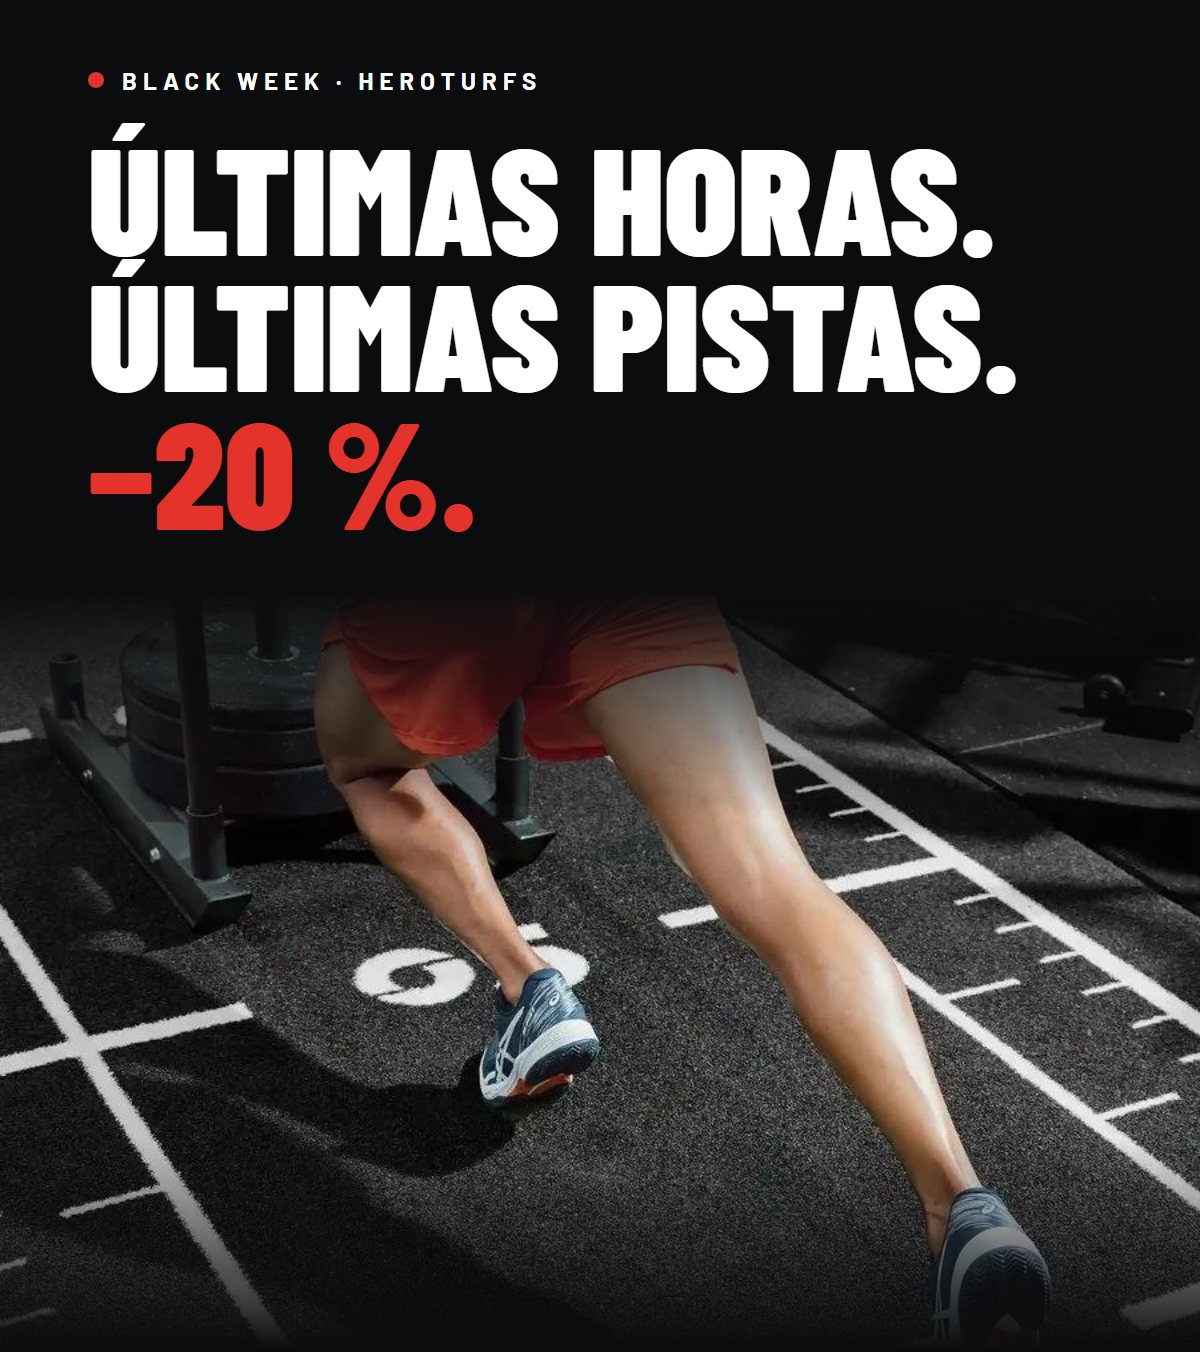 BLACK WEEK · HEROTURFS
ÚLTIMAS HORAS.
ÚLTIMAS PISTAS.
–20 %.